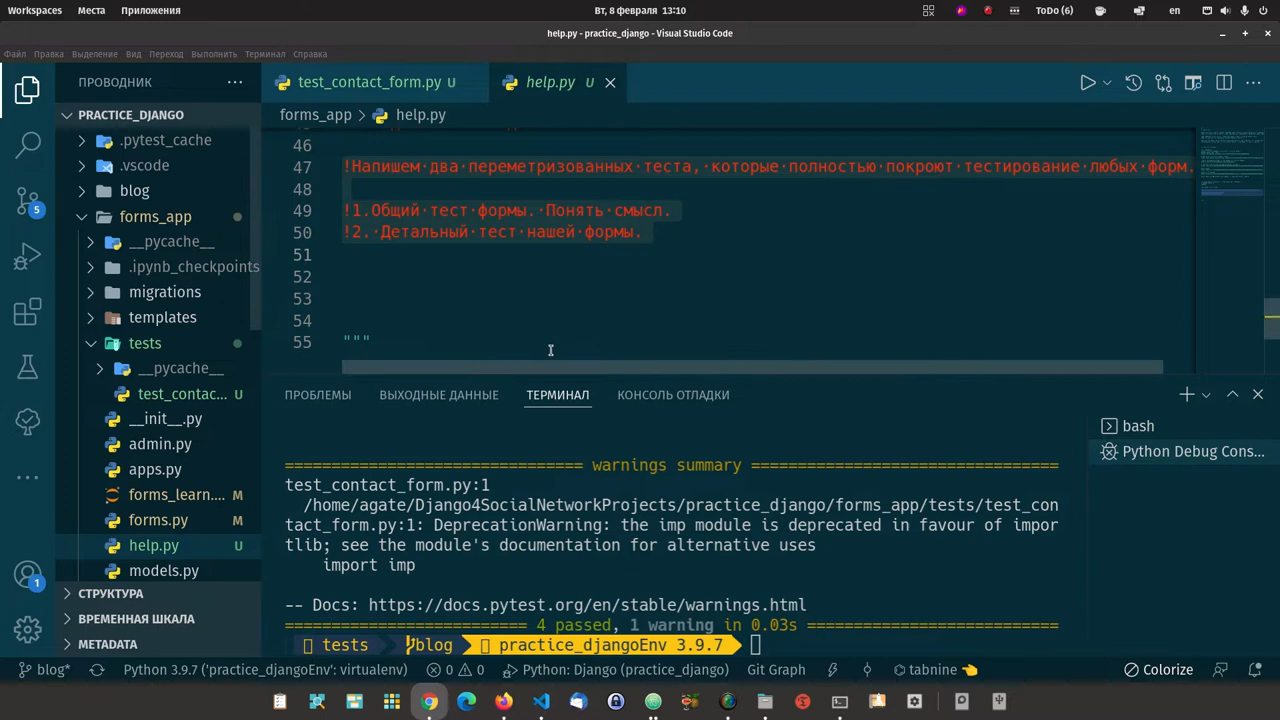 Workspaces Места Приложения Вт, 8 февраля 13:10 ToDo (6) en
help.py - practice_django - Visual Studio Code
Файл Правка Выделение Вид Переход Выполнить Терминал Справка
ПРОВОДНИК
test_contact_form.py U help.py U
PRACTICE_DJANGO
forms_app help.py
.pytest_cache
.vscode
blog
forms_app
__pycache__
.ipynb_checkpoints
migrations
templates
tests
__pycache__
test_contac... U
__init__.py
admin.py
apps.py
forms_learn.... M
forms.py M
help.py U
models.py
СТРУКТУРА
ВРЕМЕННАЯ ШКАЛА
METADATA
5
1
46
47 !Напишем·два·переметризованных·теста,·которые·полностью·покроют·тестирование·любых·форм.
48
49 !1.Общий·тест·формы.·Понять·смысл.
50 !2.·Детальный·тест·нашей·формы.
51
52
53
54
55 """
ПРОБЛЕМЫ ВЫХОДНЫЕ ДАННЫЕ ТЕРМИНАЛ КОНСОЛЬ ОТЛАДКИ
bash
Python Debug Cons...
============================= warnings summary ==============================
test_contact_form.py:1
/home/agate/Django4SocialNetworkProjects/practice_django/forms_app/tests/test_con
tact_form.py:1: DeprecationWarning: the imp module is deprecated in favour of impor
tlib; see the module's documentation for alternative uses
import imp
-- Docs: https://docs.pytest.org/en/stable/warnings.html
======================== 4 passed, 1 warning in 0.03s =========================
tests blog practice_djangoEnv 3.9.7
blog* Python 3.9.7 ('practice_djangoEnv': virtualenv) 0 0 Python: Django (practice_django) Git Graph tabnine Colorize